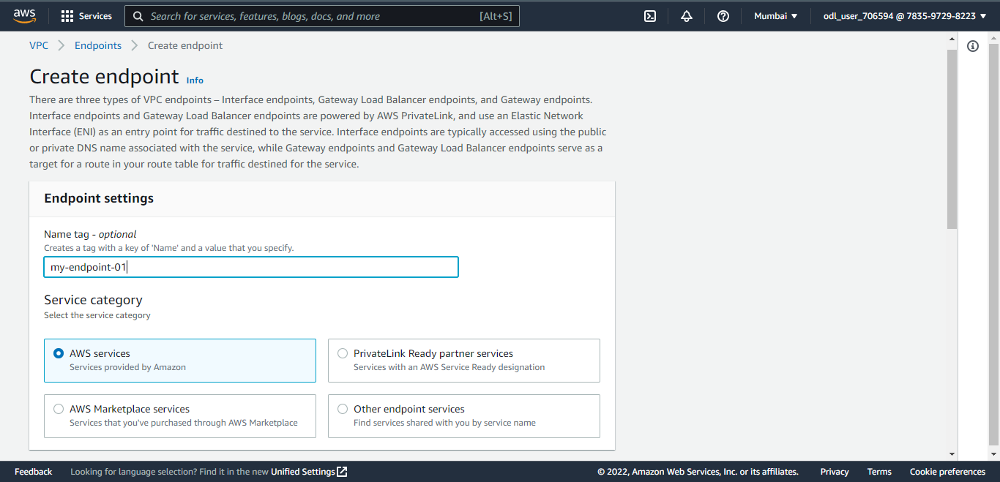 aws Services Search for services, features, blogs, docs, and more [Alt+S] Mumbai odl_user_706594 @ 7835-9729-8223
VPC Endpoints Create endpoint
Create endpoint Info
There are three types of VPC endpoints – Interface endpoints, Gateway Load Balancer endpoints, and Gateway endpoints.
Interface endpoints and Gateway Load Balancer endpoints are powered by AWS PrivateLink, and use an Elastic Network
Interface (ENI) as an entry point for traffic destined to the service. Interface endpoints are typically accessed using the public
or private DNS name associated with the service, while Gateway endpoints and Gateway Load Balancer endpoints serve as a
target for a route in your route table for traffic destined for the service.
Endpoint settings
Name tag - optional
Creates a tag with a key of 'Name' and a value that you specify.
my-endpoint-01
Service category
Select the service category
AWS services
Services provided by Amazon
PrivateLink Ready partner services
Services with an AWS Service Ready designation
AWS Marketplace services
Services that you've purchased through AWS Marketplace
Other endpoint services
Find services shared with you by service name
Feedback Looking for language selection? Find it in the new Unified Settings © 2022, Amazon Web Services, Inc. or its affiliates. Privacy Terms Cookie preferences